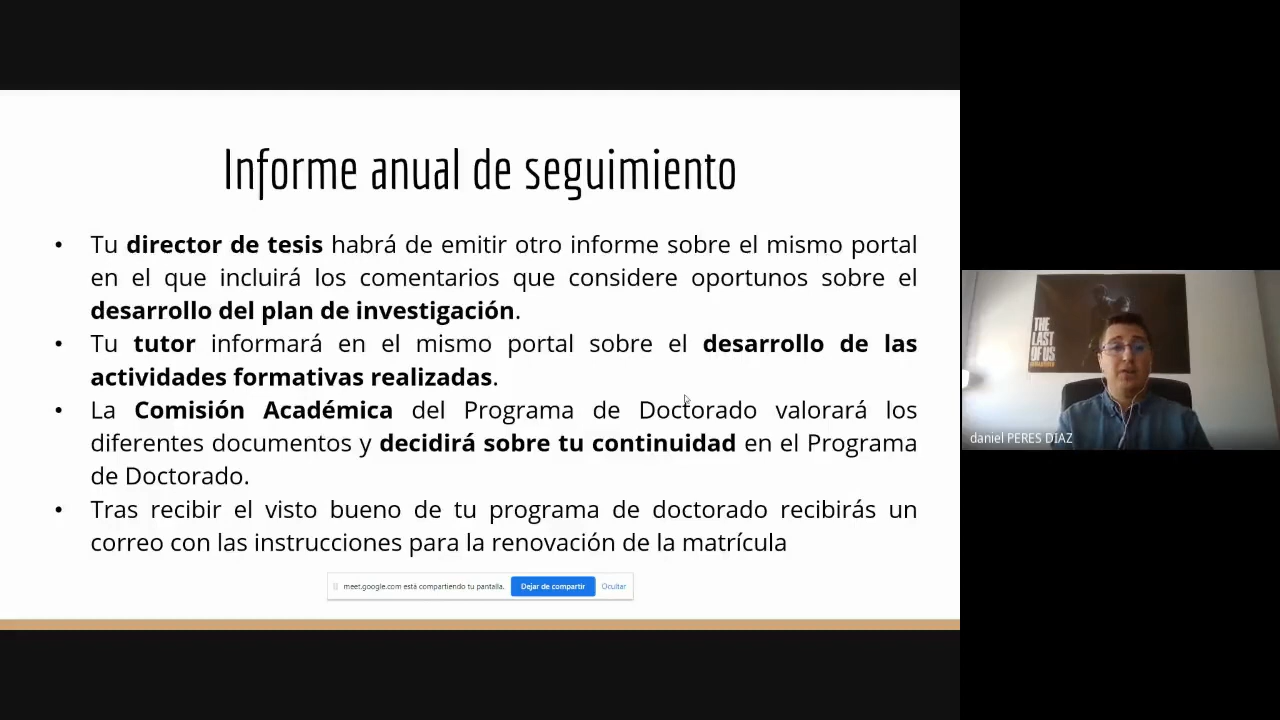 Informe anual de seguimiento
• Tu director de tesis habrá de emitir otro informe sobre el mismo portal
en el que incluirá los comentarios que considere oportunos sobre el
desarrollo del plan de investigación.
• Tu tutor informará en el mismo portal sobre el desarrollo de las
actividades formativas realizadas.
• La Comisión Académica del Programa de Doctorado valorará los
diferentes documentos y decidirá sobre tu continuidad en el Programa
de Doctorado.
• Tras recibir el visto bueno de tu programa de doctorado recibirás un
correo con las instrucciones para la renovación de la matrícula
meet.google.com está compartiendo tu pantalla. Dejar de compartir Ocultar
THE
LAST
OF US
daniel PERES DIAZ